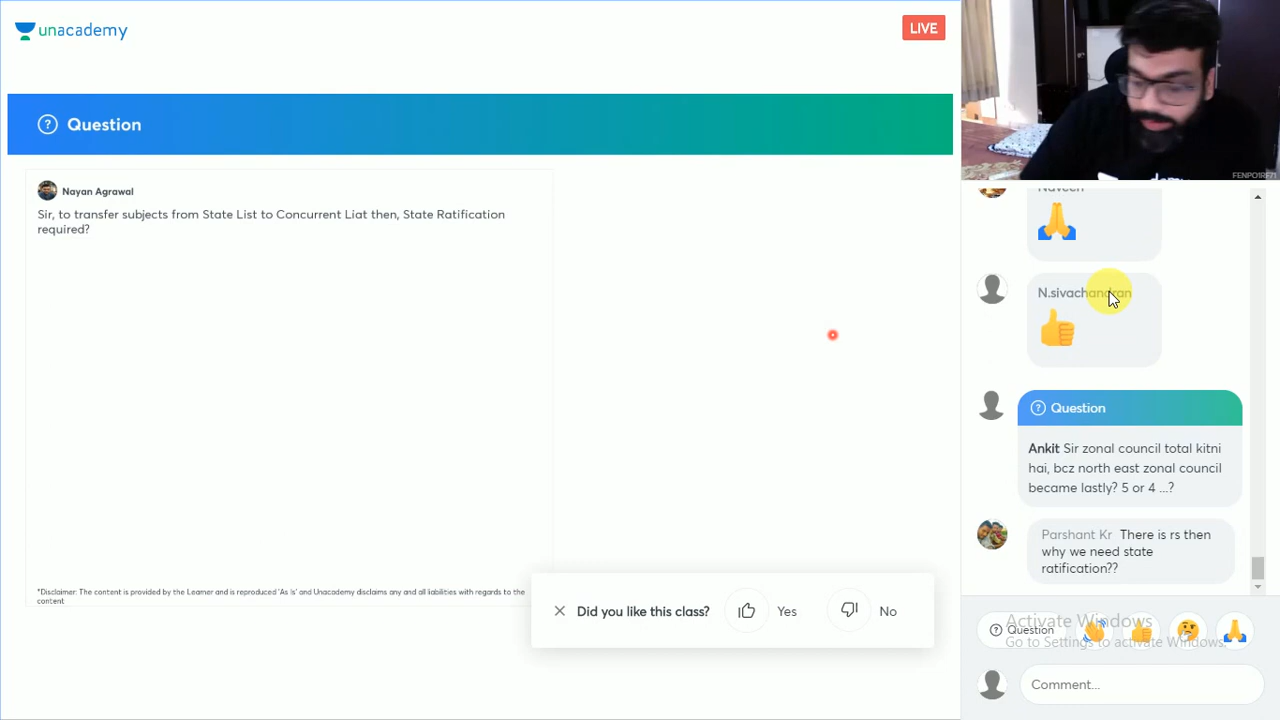 unacademy
LIVE
Question
Nayan Agrawal
Sir, to transfer subjects from State List to Concurrent Liat then, State Ratification
required?
*Disclaimer: The content is provided by the Learner and is reproduced 'As Is' and Unacademy disclaims any and all liabilities with regards to the
content
Did you like this class?
Yes
No
demy
FENPO1RF71
Naveen
N.sivachandran
Question
Ankit Sir zonal council total kitni
hai, bcz north east zonal council
became lastly? 5 or 4 ...?
Parshant Kr There is rs then
why we need state
ratification??
Question
Activate Windows
Go to Settings to activate Windows.
Comment...